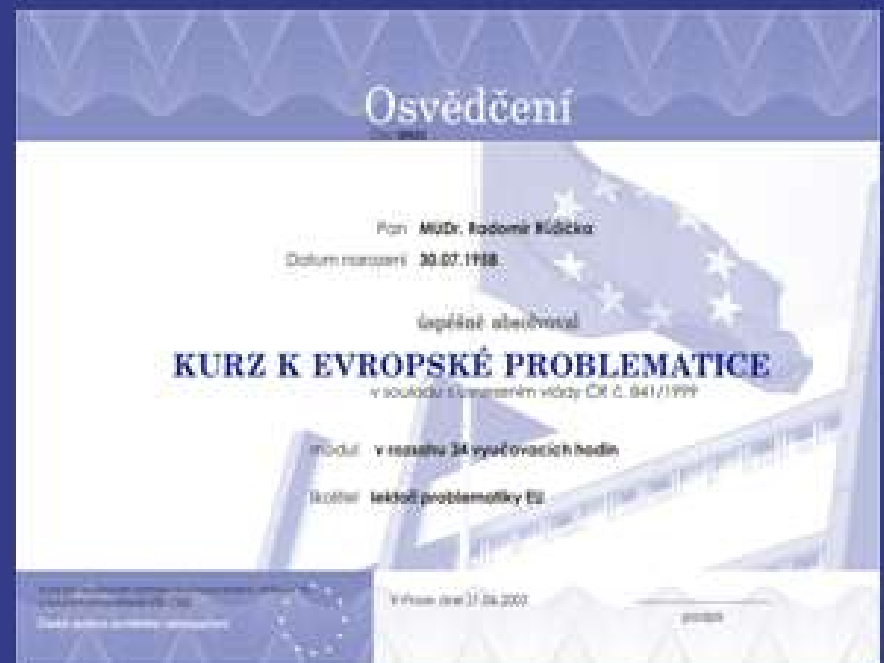 Osvědčení
Pan MUDr. Radomír Růžička
Datum narození 30.07.1958
úspěšně absolvoval
KURZ K EVROPSKÉ PROBLEMATICE
v souladu s usnesením vlády ČR č. 841/1999
modul v rozsahu 24 vyučovacích hodin
školitel lektoři problematiky EU
V Praze dne
podpis